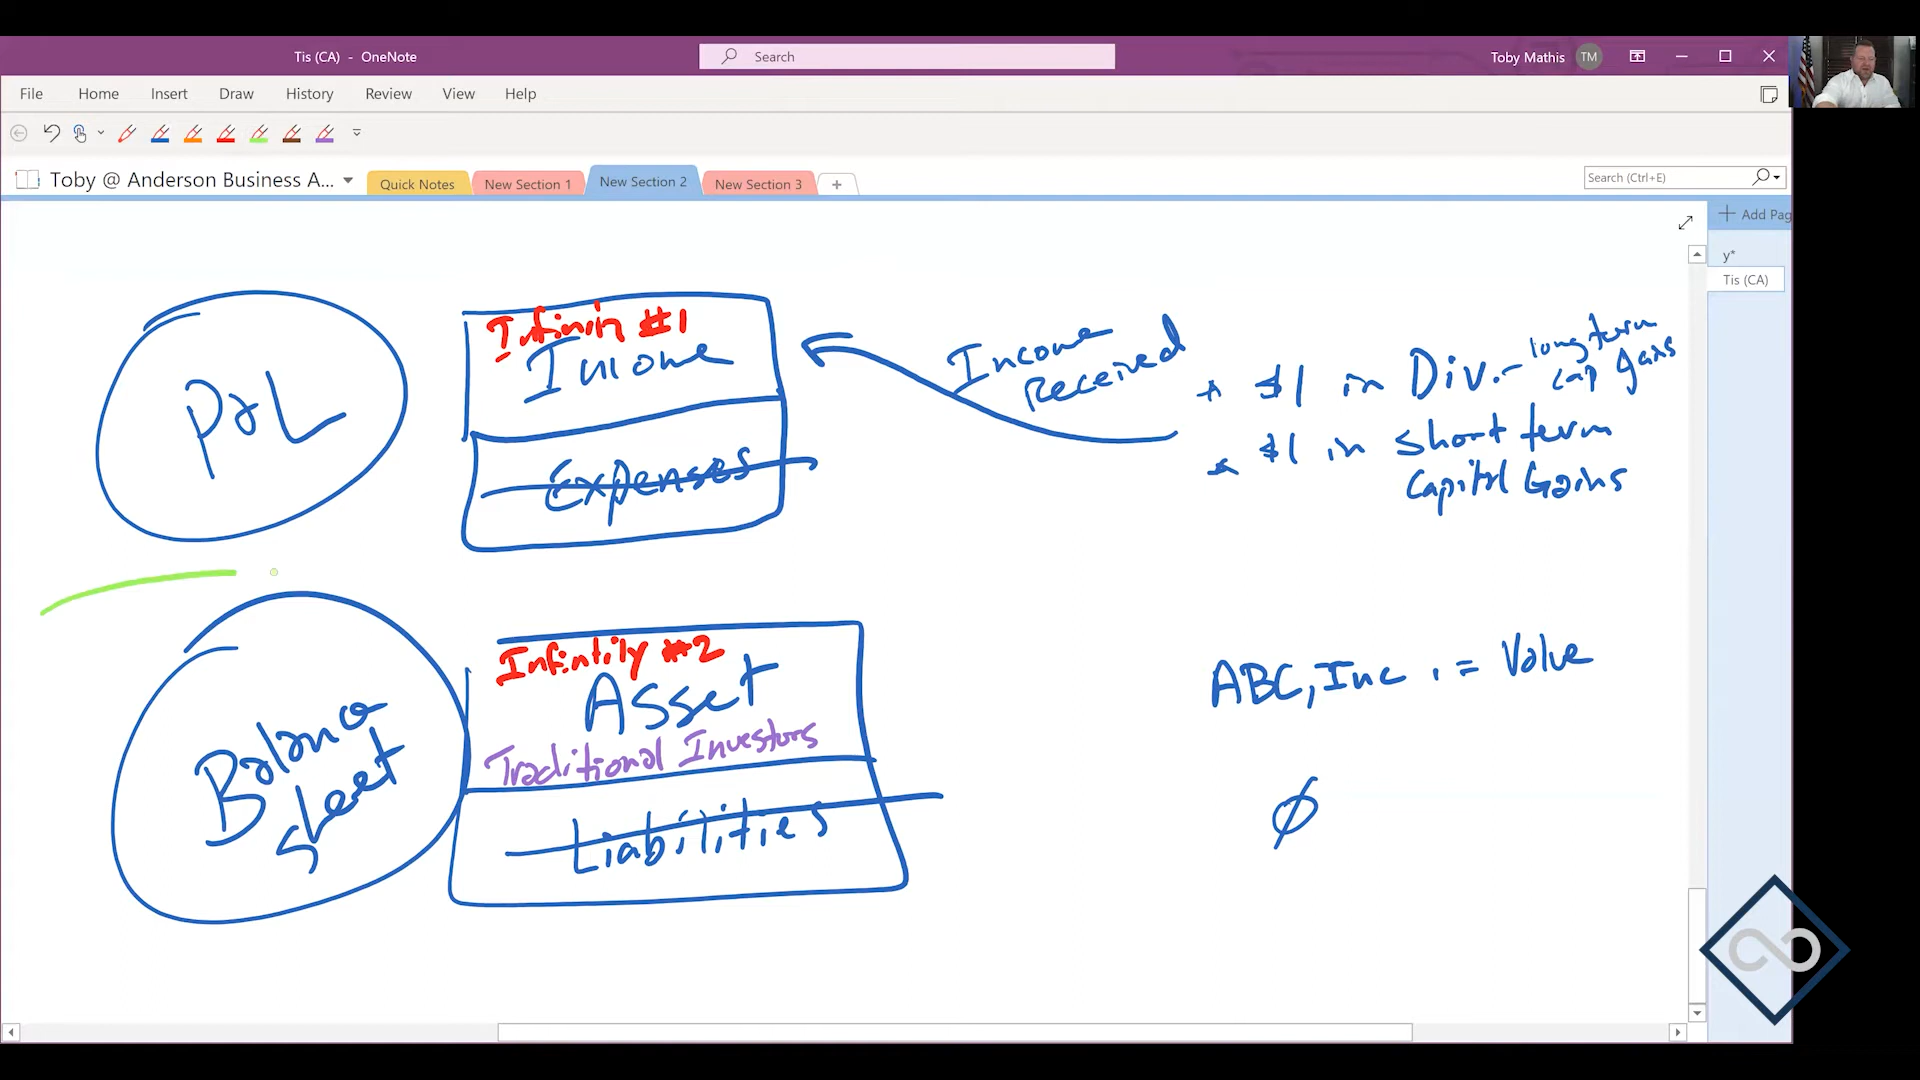 Tis (CA) - OneNote
Search
Toby Mathis TM
File Home Insert Draw History Review View Help
Toby @ Anderson Business A...
Quick Notes
New Section 1
New Section 2
New Section 3
+
Search (Ctrl+E)
Add Pag
y*
Tis (CA)
P&L
#1
Income
Expenses
Income
Received
* $1 in Div. - long term
cap gains
* $1 in short term
Capital Gains
Balance
Sheet
Infintily #2
Asset
Traditional Investors
Liabilities
ABC, Inc. = Value
Ø